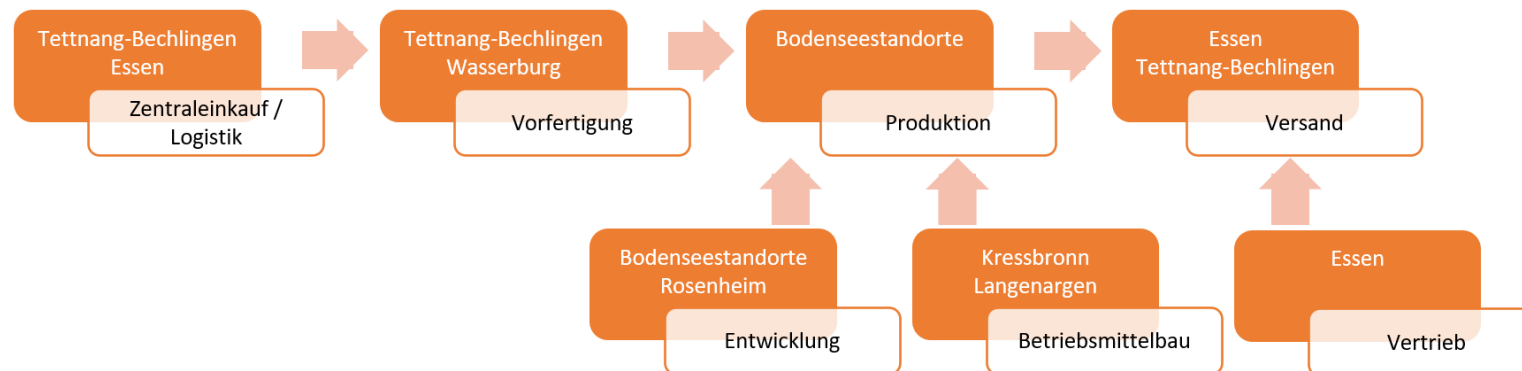 Tettnang-Bechlingen
Essen
Zentraleinkauf /
Logistik
Tettnang-Bechlingen
Wasserburg
Vorfertigung
Bodenseestandorte
Produktion
Essen
Tettnang-Bechlingen
Versand
Bodenseestandorte
Rosenheim
Entwicklung
Kressbronn
Langenargen
Betriebsmittelbau
Essen
Vertrieb